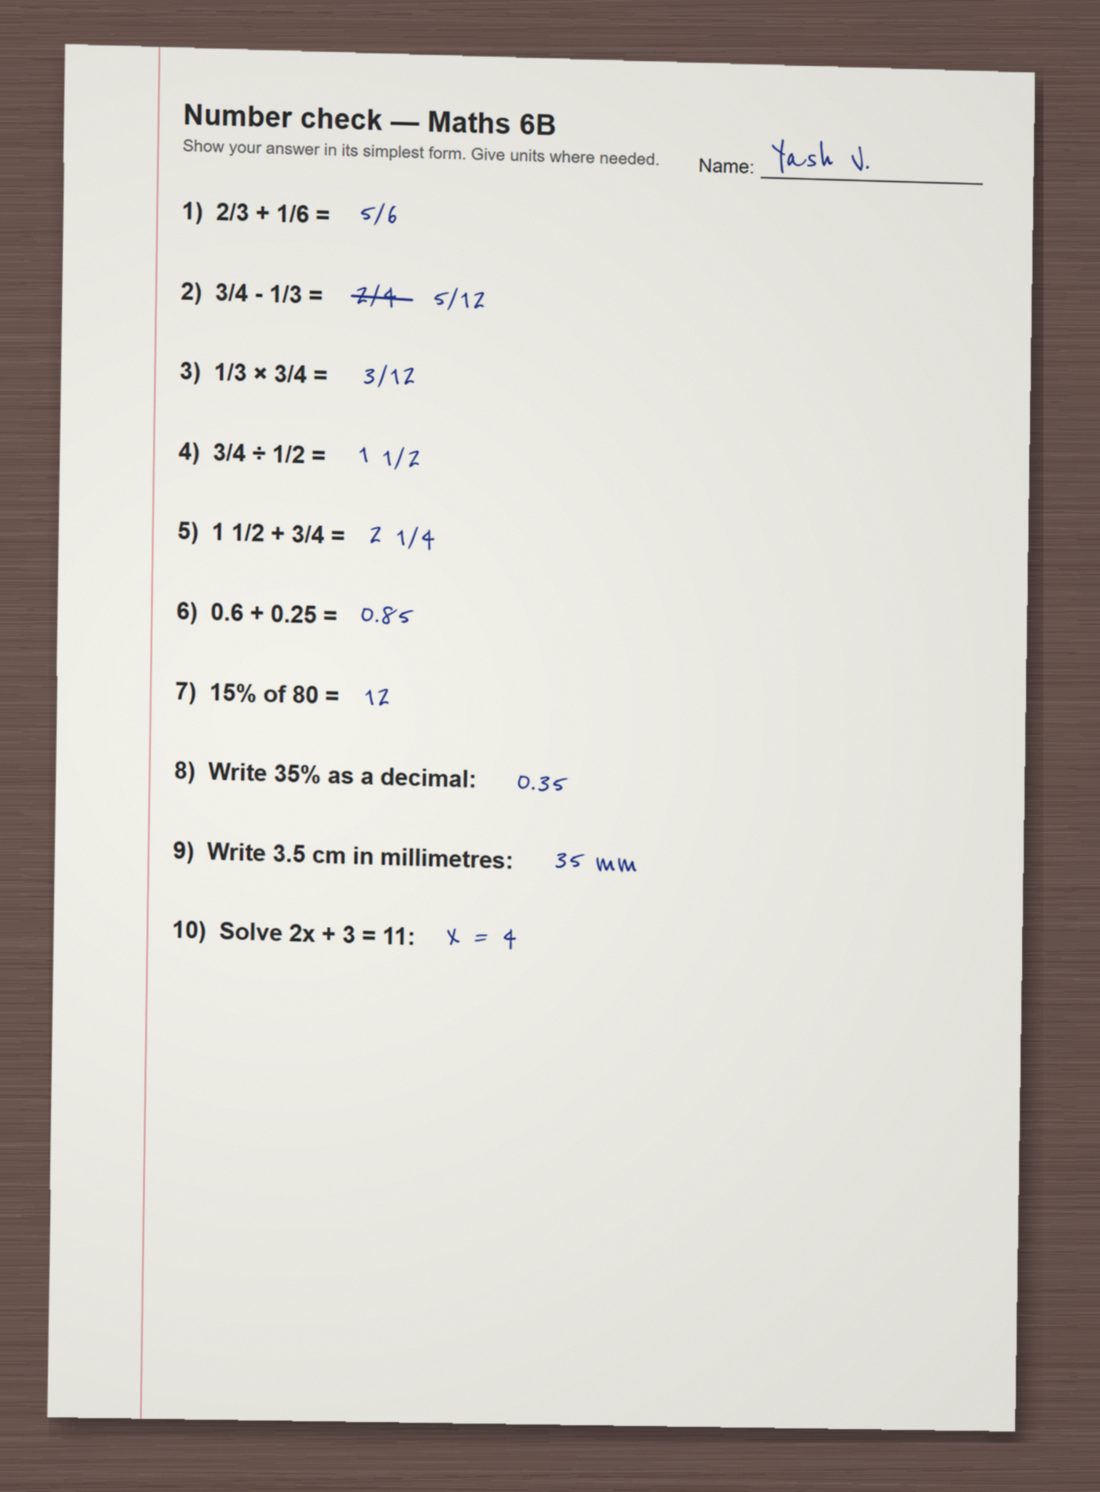 Number check — Maths 6B
Show your answer in its simplest form. Give units where needed.
Name: Yash V.
1) 2/3 + 1/6 = 5/6
2) 3/4 - 1/3 = 2/4 5/12
3) 1/3 × 3/4 = 3/12
4) 3/4 ÷ 1/2 = 1 1/2
5) 1 1/2 + 3/4 = 2 1/4
6) 0.6 + 0.25 = 0.85
7) 15% of 80 = 12
8) Write 35% as a decimal: 0.35
9) Write 3.5 cm in millimetres: 35 mm
10) Solve 2x + 3 = 11: x = 4